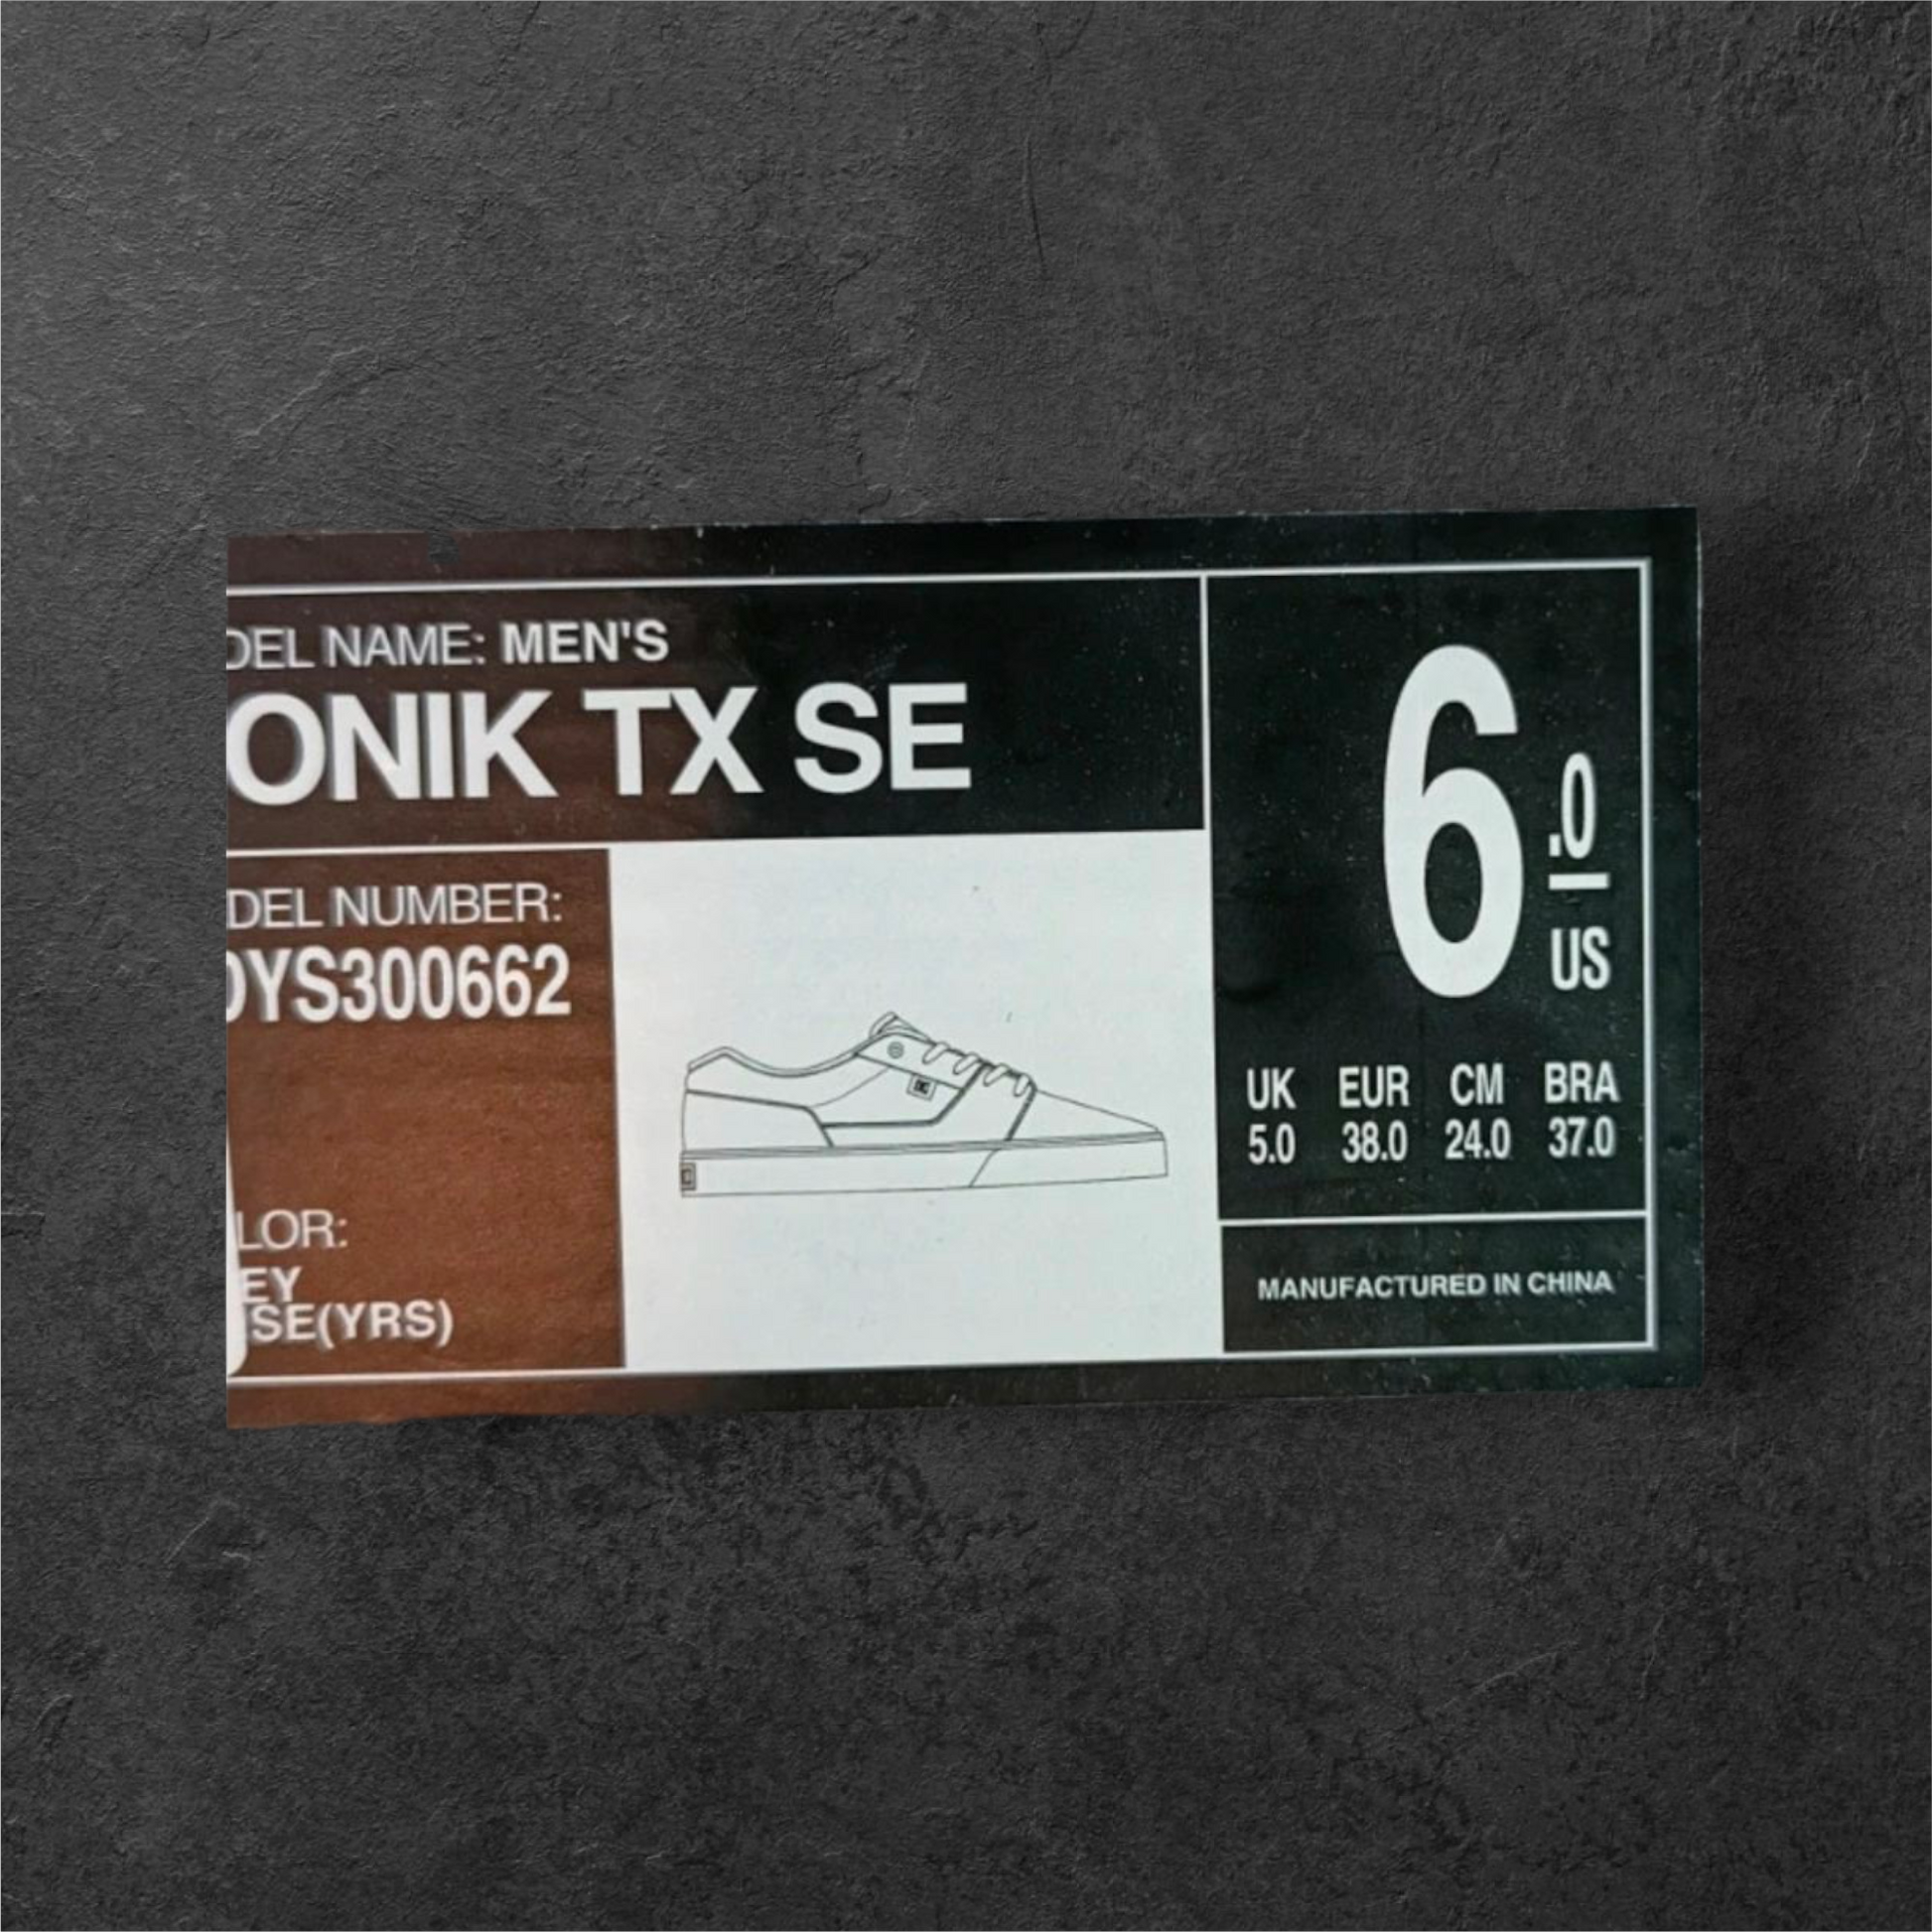 DEL NAME: MEN'S
ONIK TX SE
DEL NUMBER:
DYS300662
LOR:
EY
SE(YRS)
6.0
US
UK EUR CM BRA
5.0 38.0 24.0 37.0
MANUFACTURED IN CHINA
DC